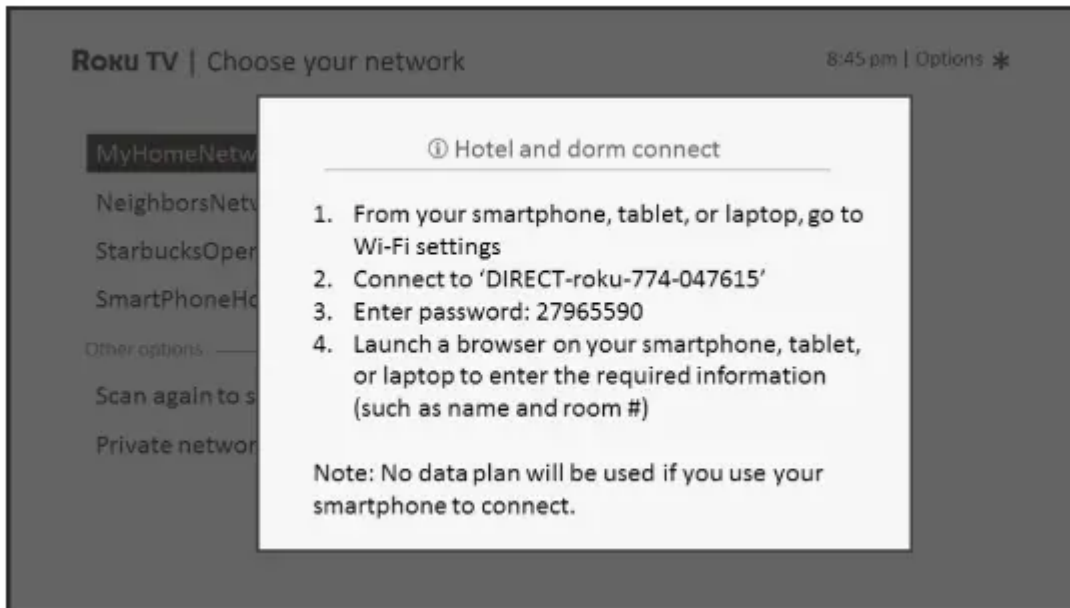 ROKU TV | Choose your network
8:45 pm | Options ✱
MyHomeNetw
NeighborsNetw
StarbucksOper
SmartPhoneHo
Other options
Scan again to s
Private networ
ⓘ Hotel and dorm connect
1. From your smartphone, tablet, or laptop, go to
Wi-Fi settings
2. Connect to ‘DIRECT-roku-774-047615’
3. Enter password: 27965590
4. Launch a browser on your smartphone, tablet,
or laptop to enter the required information
(such as name and room #)
Note: No data plan will be used if you use your
smartphone to connect.